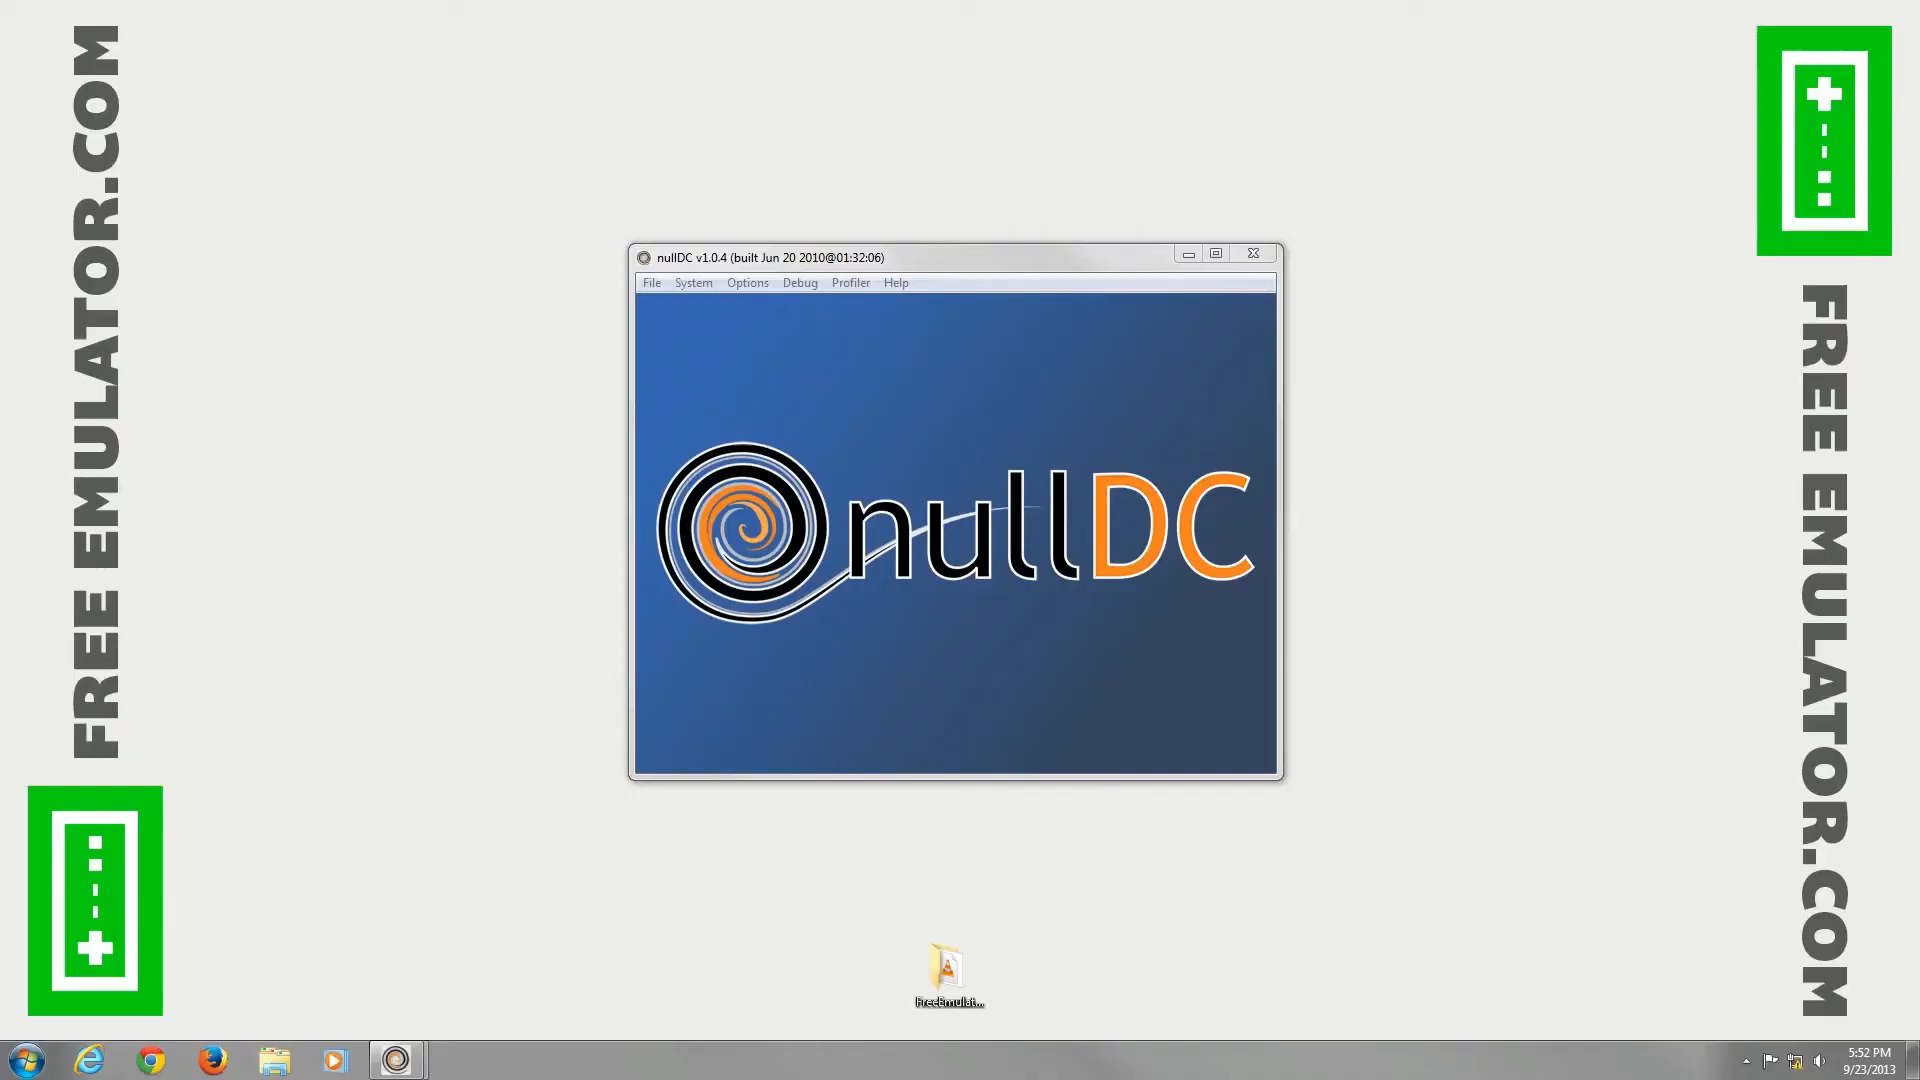 FREE EMULATOR.COM
nullDC v1.0.4 (built Jun 20 2010@01:32:06)
File System Options Debug Profiler Help
nullDC
FREE EMULATOR.COM
FreeEmulat...
5:52 PM
9/23/2013